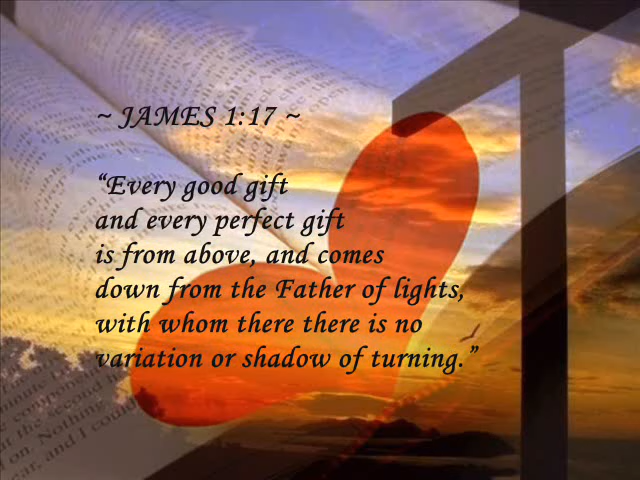 ~ JAMES 1:17 ~
“Every good gift
and every perfect gift
is from above, and comes
down from the Father of lights,
with whom there there is no
variation or shadow of turning.”